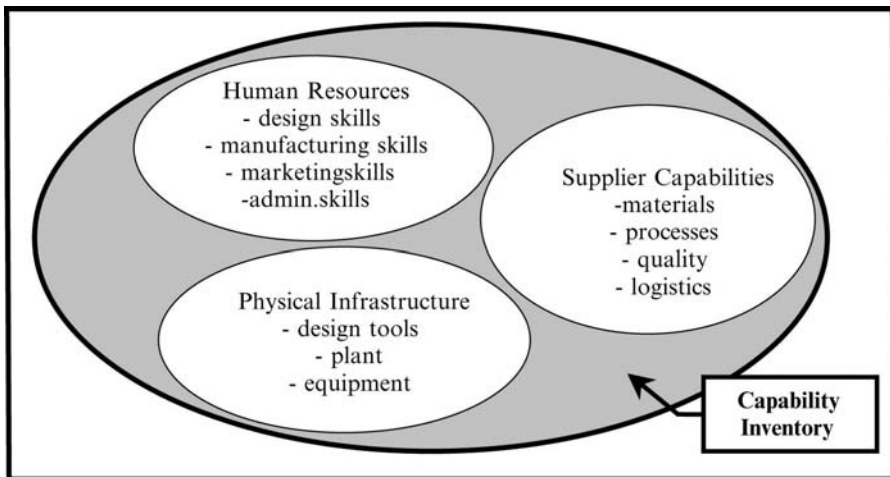 Human Resources
- design skills
- manufacturing skills
- marketingskills
-admin.skills
Supplier Capabilities
-materials
- processes
- quality
- logistics
Physical Infrastructure
- design tools
- plant
- equipment
Capability
Inventory